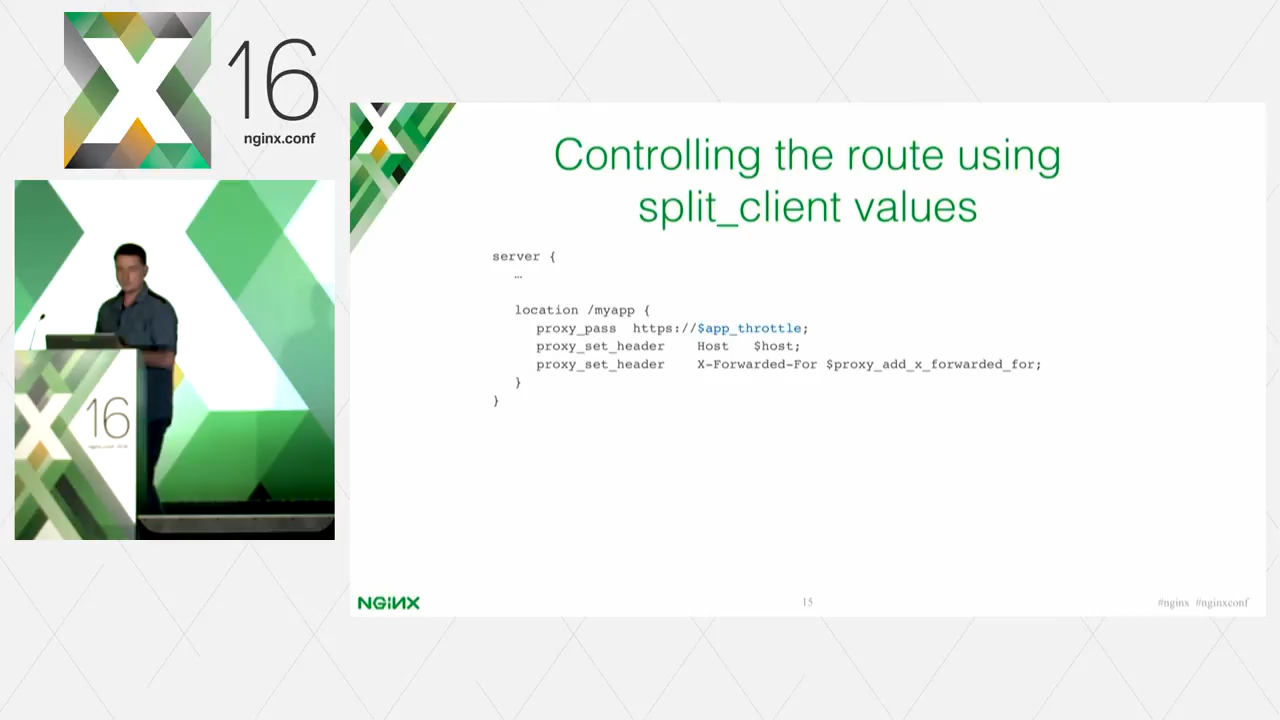 16
nginx.conf
Controlling the route using
split_client values
server {
…
location /myapp {
proxy_pass https://$app_throttle;
proxy_set_header Host $host;
proxy_set_header X-Forwarded-For $proxy_add_x_forwarded_for;
}
}
16
NGINX
15
#nginx #nginxconf